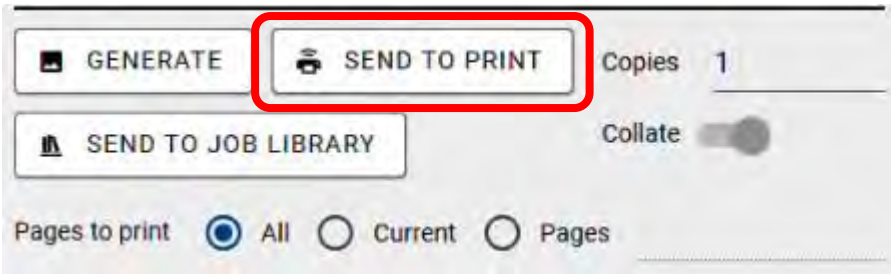 GENERATE SEND TO PRINT Copies 1
SEND TO JOB LIBRARY Collate
Pages to print All Current Pages